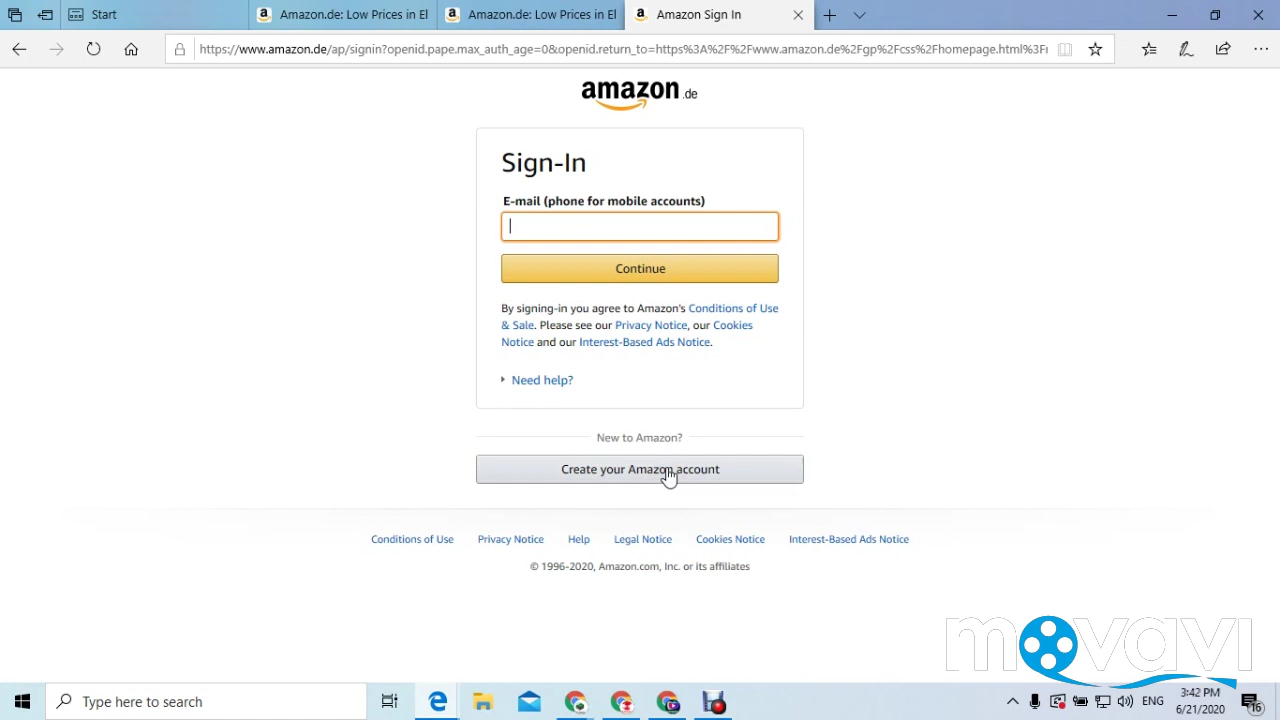 Start
Amazon.de: Low Prices in El
Amazon.de: Low Prices in El
Amazon Sign In
https://www.amazon.de/ap/signin?openid.pape.max_auth_age=0&openid.return_to=https%3A%2F%2Fwww.amazon.de%2Fgp%2Fcss%2Fhomepage.html%3Fr
amazon.de
Sign-In
E-mail (phone for mobile accounts)
Continue
By signing-in you agree to Amazon's Conditions of Use
& Sale. Please see our Privacy Notice, our Cookies
Notice and our Interest-Based Ads Notice.
Need help?
New to Amazon?
Create your Amazon account
Conditions of Use Privacy Notice Help Legal Notice Cookies Notice Interest-Based Ads Notice
© 1996-2020, Amazon.com, Inc. or its affiliates
movavi
Type here to search
ENG
3:42 PM
6/21/2020
16